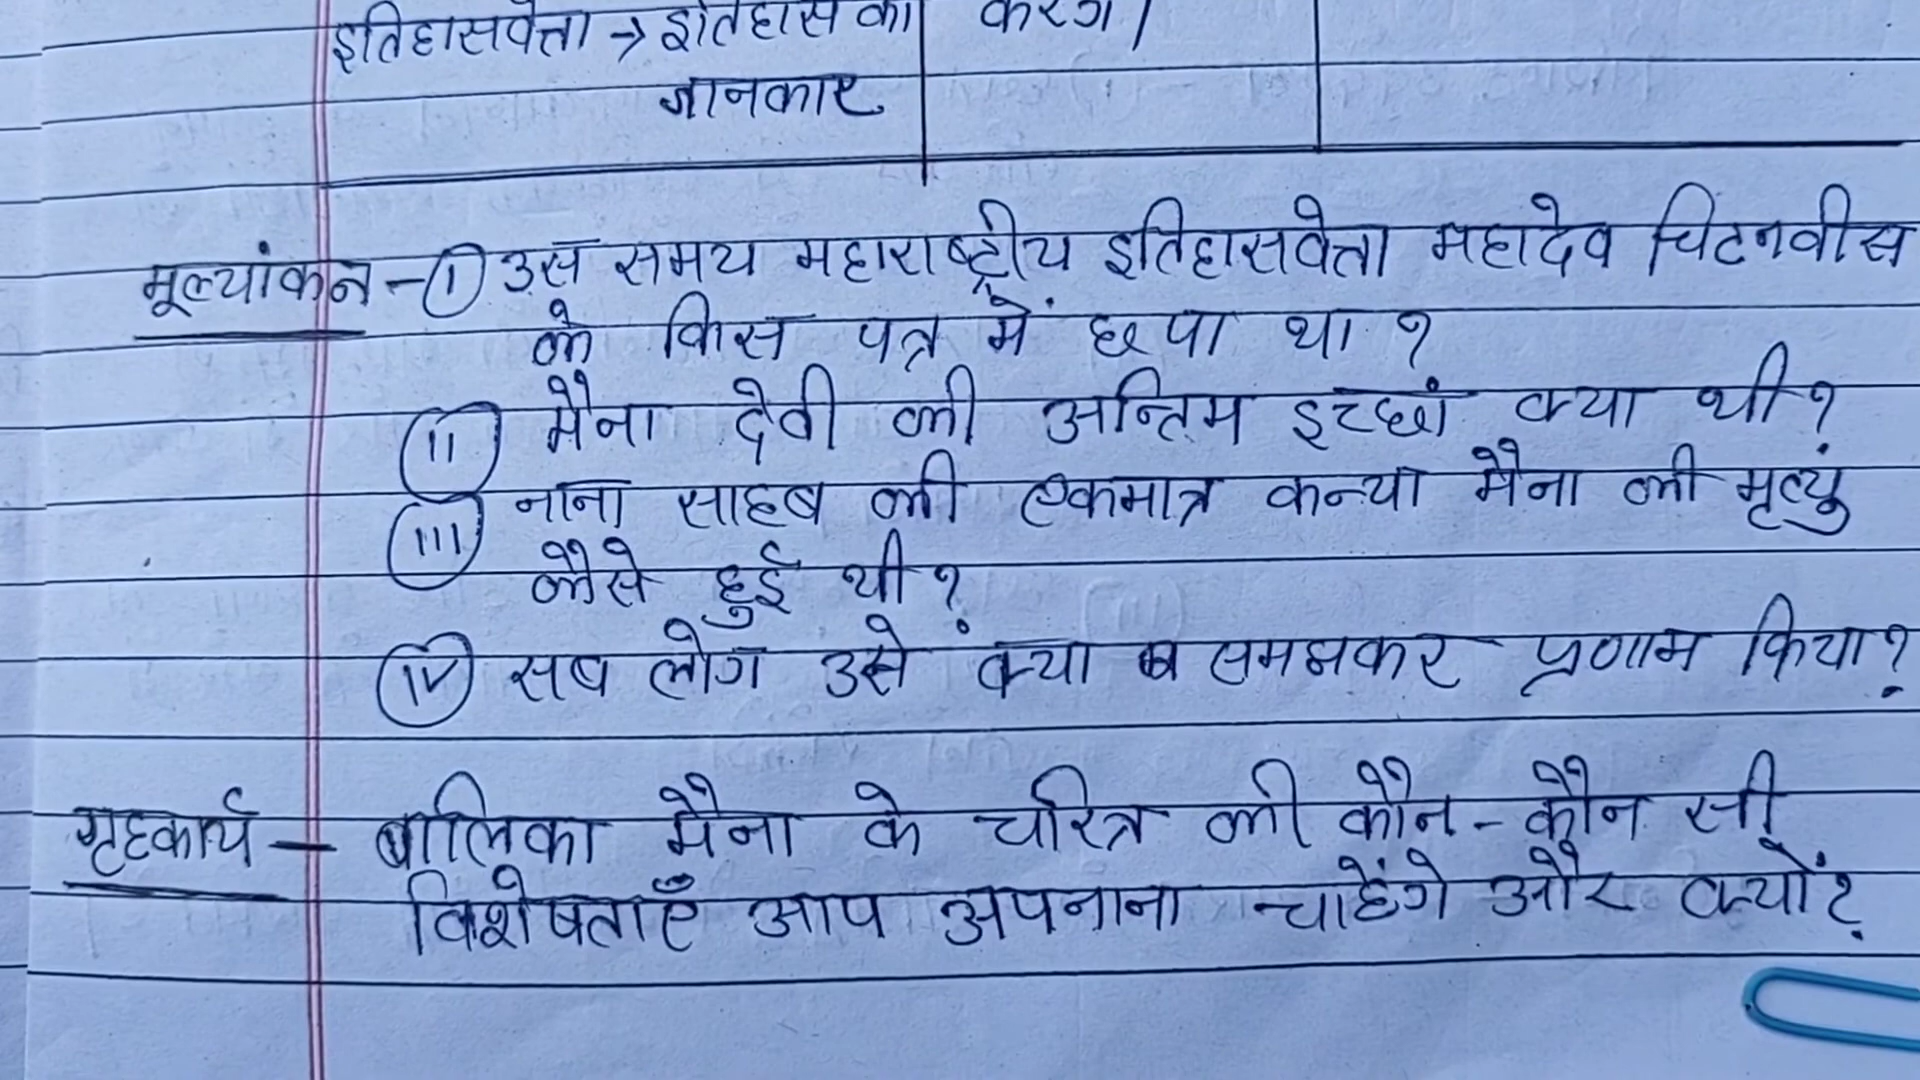 इतिहासवेत्ता → इतिहास का करेंगे।
जानकार
मूल्यांकन – (i) उस समय महाराष्ट्रीय इतिहासवेत्ता महादेव चिटनवीस
के किस पत्र में छपा था ?
(ii) मैना देवी की अन्तिम इच्छा क्या थी ?
(iii) नाना साहब की एकमात्र कन्या मैना की मृत्यु
कैसे हुई थी ?
(iv) सब लोग उसे क्या समझकर प्रणाम किया ?
गृहकार्य – बालिका मैना के चरित्र की कौन-कौन सी
विशेषताएँ आप अपनाना चाहेंगे और क्यों ?